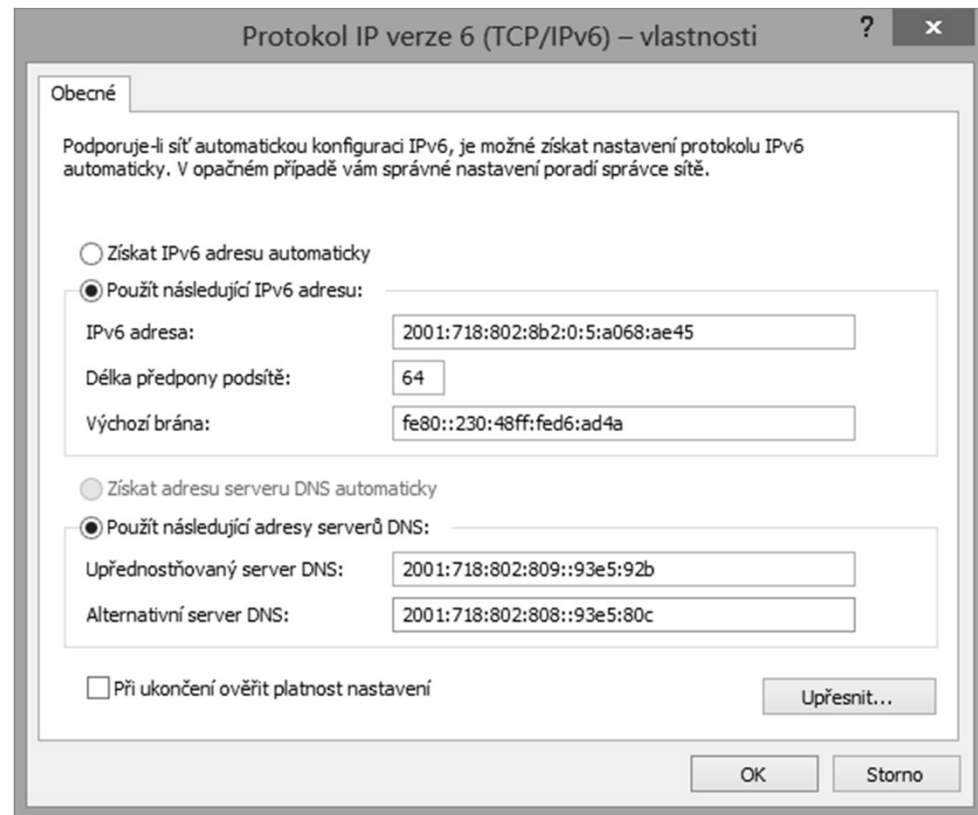 Protokol IP verze 6 (TCP/IPv6) – vlastnosti
?
x
Obecné
Podporuje-li síť automatickou konfiguraci IPv6, je možné získat nastavení protokolu IPv6
automaticky. V opačném případě vám správné nastavení poradí správce sítě.
Získat IPv6 adresu automaticky
Použít následující IPv6 adresu:
IPv6 adresa: 2001:718:802:8b2:0:5:a068:ae45
Délka předpony podsítě: 64
Výchozí brána: fe80::230:48ff:fed6:ad4a
Získat adresu serveru DNS automaticky
Použít následující adresy serverů DNS:
Upřednostňovaný server DNS: 2001:718:802:809::93e5:92b
Alternativní server DNS: 2001:718:802:808::93e5:80c
Při ukončení ověřit platnost nastavení
Upřesnit...
OK Storno